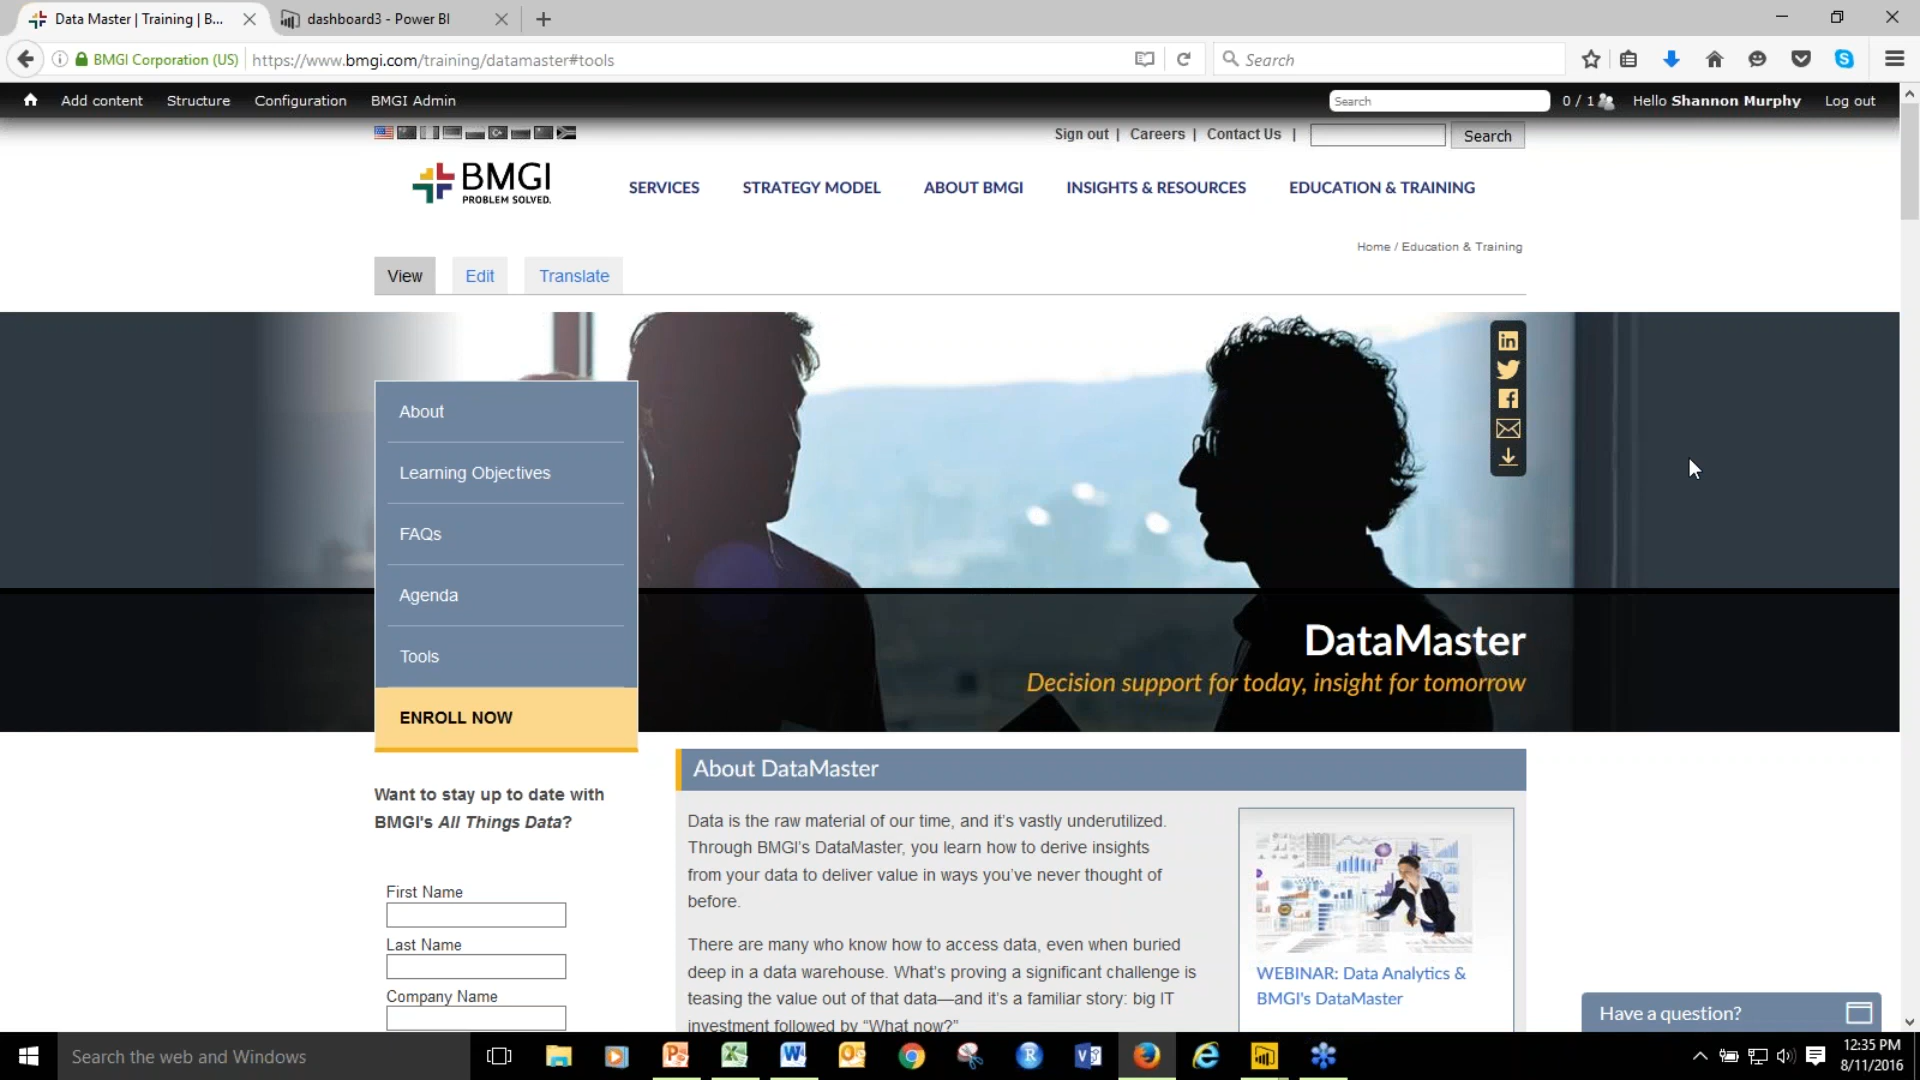 Data Master | Training | B...
dashboard3 - Power BI
BMGI Corporation (US)
https://www.bmgi.com/training/datamaster#tools
Search
Add content
Structure
Configuration
BMGI Admin
Search
0 / 1
Hello Shannon Murphy
Log out
Sign out |
Careers |
Contact Us |
Search
BMGI
PROBLEM SOLVED.
SERVICES
STRATEGY MODEL
ABOUT BMGI
INSIGHTS & RESOURCES
EDUCATION & TRAINING
Home / Education & Training
View
Edit
Translate
About
Learning Objectives
FAQs
Agenda
Tools
ENROLL NOW
DataMaster
Decision support for today, insight for tomorrow
Want to stay up to date with
BMGI's All Things Data?
First Name
Last Name
Company Name
About DataMaster
Data is the raw material of our time, and it’s vastly underutilized.
Through BMGI’s DataMaster, you learn how to derive insights
from your data to deliver value in ways you’ve never thought of
before.
There are many who know how to access data, even when buried
deep in a data warehouse. What’s proving a significant challenge is
teasing the value out of that data—and it’s a familiar story: big IT
investment followed by “What now?”
WEBINAR: Data Analytics &
BMGI's DataMaster
Have a question?
Search the web and Windows
12:35 PM
8/11/2016